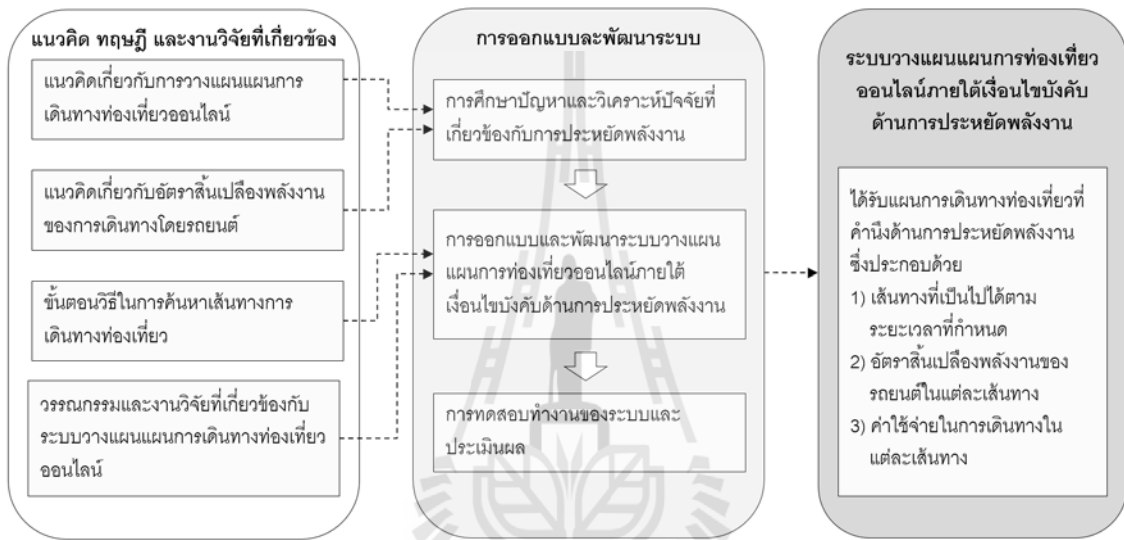 แนวคิด ทฤษฎี และงานวิจัยที่เกี่ยวข้อง
แนวคิดเกี่ยวกับการวางแผนแผนการ
เดินทางท่องเที่ยวออนไลน์
แนวคิดเกี่ยวกับอัตราสิ้นเปลืองพลังงาน
ของการเดินทางโดยรถยนต์
ขั้นตอนวิธีในการค้นหาเส้นทางการ
เดินทางท่องเที่ยว
วรรณกรรมและงานวิจัยที่เกี่ยวข้องกับ
ระบบวางแผนแผนการเดินทางท่องเที่ยว
ออนไลน์
การออกแบบละพัฒนาระบบ
การศึกษาปัญหาและวิเคราะห์ปัจจัยที่
เกี่ยวข้องกับการประหยัดพลังงาน
การออกแบบและพัฒนาระบบวางแผน
แผนการท่องเที่ยวออนไลน์ภายใต้
เงื่อนไขบังคับด้านการประหยัดพลังงาน
การทดสอบทำงานของระบบและ
ประเมินผล
ระบบวางแผนแผนการท่องเที่ยว
ออนไลน์ภายใต้เงื่อนไขบังคับ
ด้านการประหยัดพลังงาน
ได้รับแผนการเดินทางท่องเที่ยวที่
คำนึงด้านการประหยัดพลังงาน
ซึ่งประกอบด้วย
1) เส้นทางที่เป็นไปได้ตาม
ระยะเวลาที่กำหนด
2) อัตราสิ้นเปลืองพลังงานของ
รถยนต์ในแต่ละเส้นทาง
3) ค่าใช้จ่ายในการเดินทางใน
แต่ละเส้นทาง